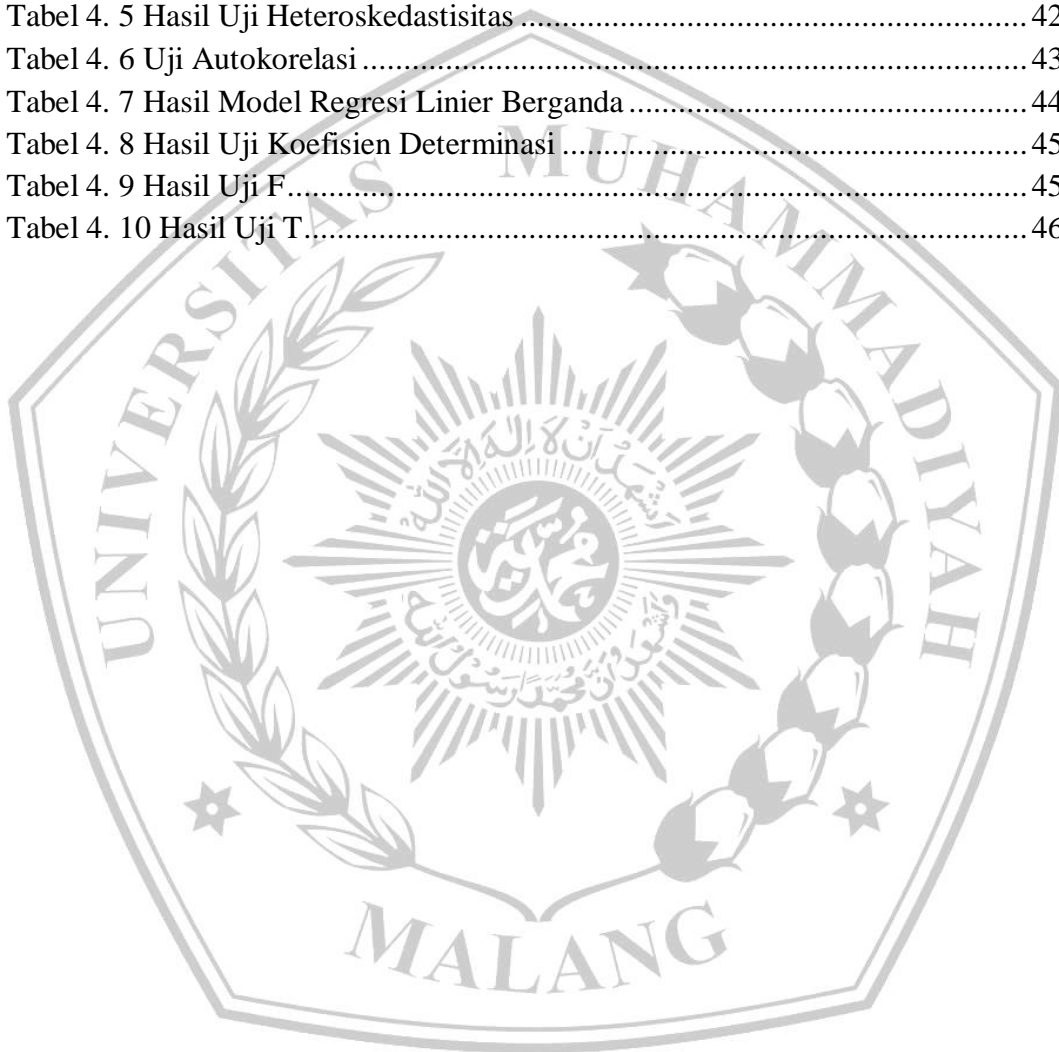 Tabel 4. 5 Hasil Uji Heteroskedastisitas ........................................................................ 42
Tabel 4. 6 Uji Autokorelasi ............................................................................................. 43
Tabel 4. 7 Hasil Model Regresi Linier Berganda ........................................................ 44
Tabel 4. 8 Hasil Uji Koefisien Determinasi .................................................................. 45
Tabel 4. 9 Hasil Uji F....................................................................................................... 45
Tabel 4. 10 Hasil Uji T..................................................................................................... 46
UNIVERSITAS MUHAMMADIYAH
MALANG